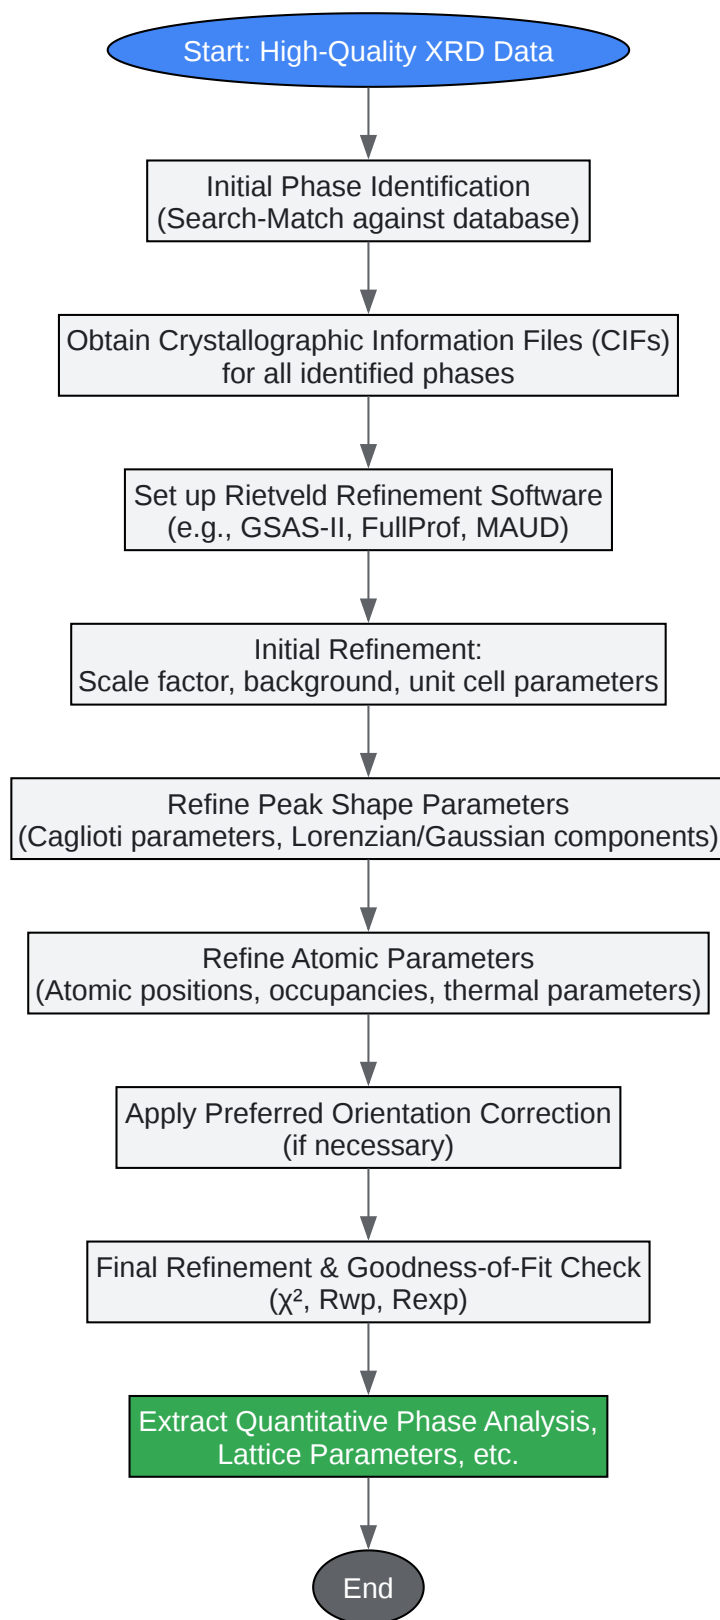 Start: High-Quality XRD Data
Initial Phase Identification
(Search-Match against database)
Obtain Crystallographic Information Files (CIFs)
for all identified phases
Set up Rietveld Refinement Software
(e.g., GSAS-II, FullProf, MAUD)
Initial Refinement:
Scale factor, background, unit cell parameters
Refine Peak Shape Parameters
(Caglioti parameters, Lorenzian/Gaussian components)
Refine Atomic Parameters
(Atomic positions, occupancies, thermal parameters)
Apply Preferred Orientation Correction
(if necessary)
Final Refinement & Goodness-of-Fit Check
(χ², Rwp, Rexp)
Extract Quantitative Phase Analysis,
Lattice Parameters, etc.
End